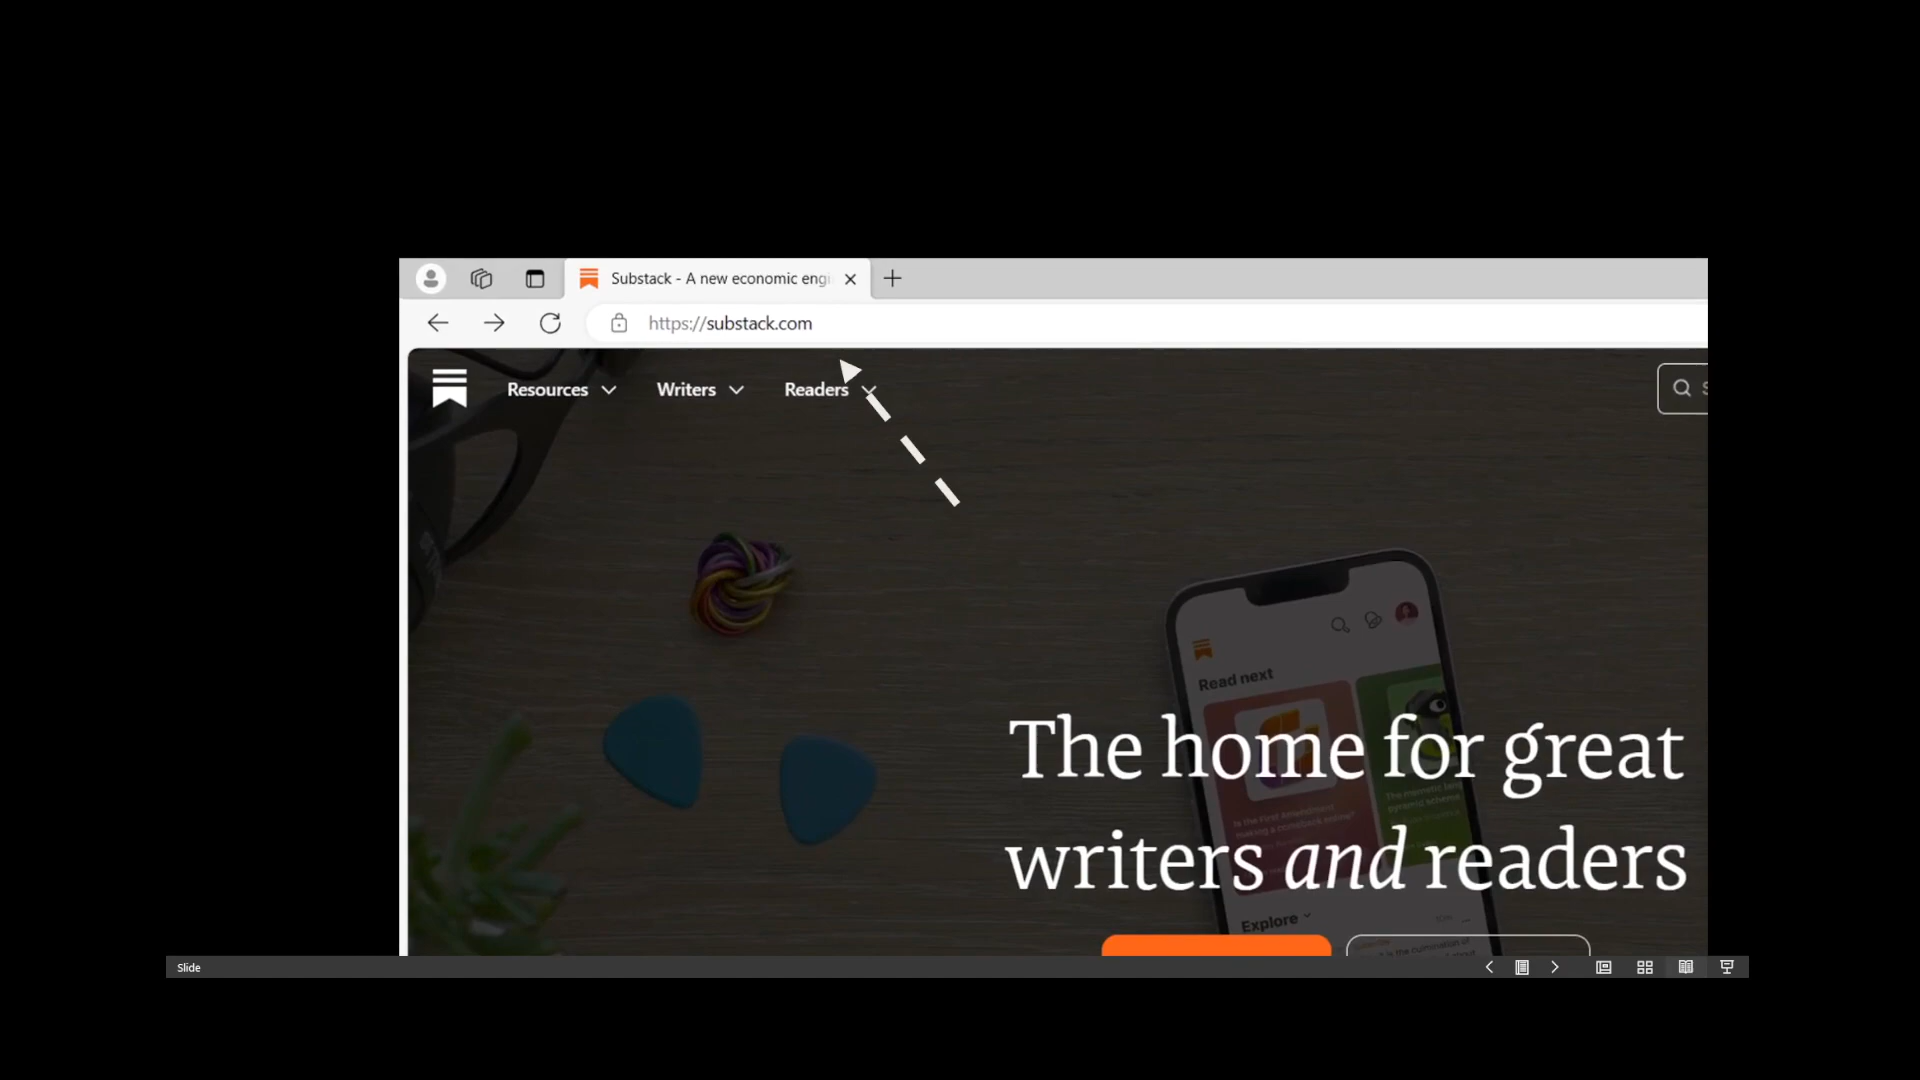 Substack - A new economic engi
https://substack.com
Resources
Writers
Readers
Read next
The home for great
writers and readers
Explore
Slide